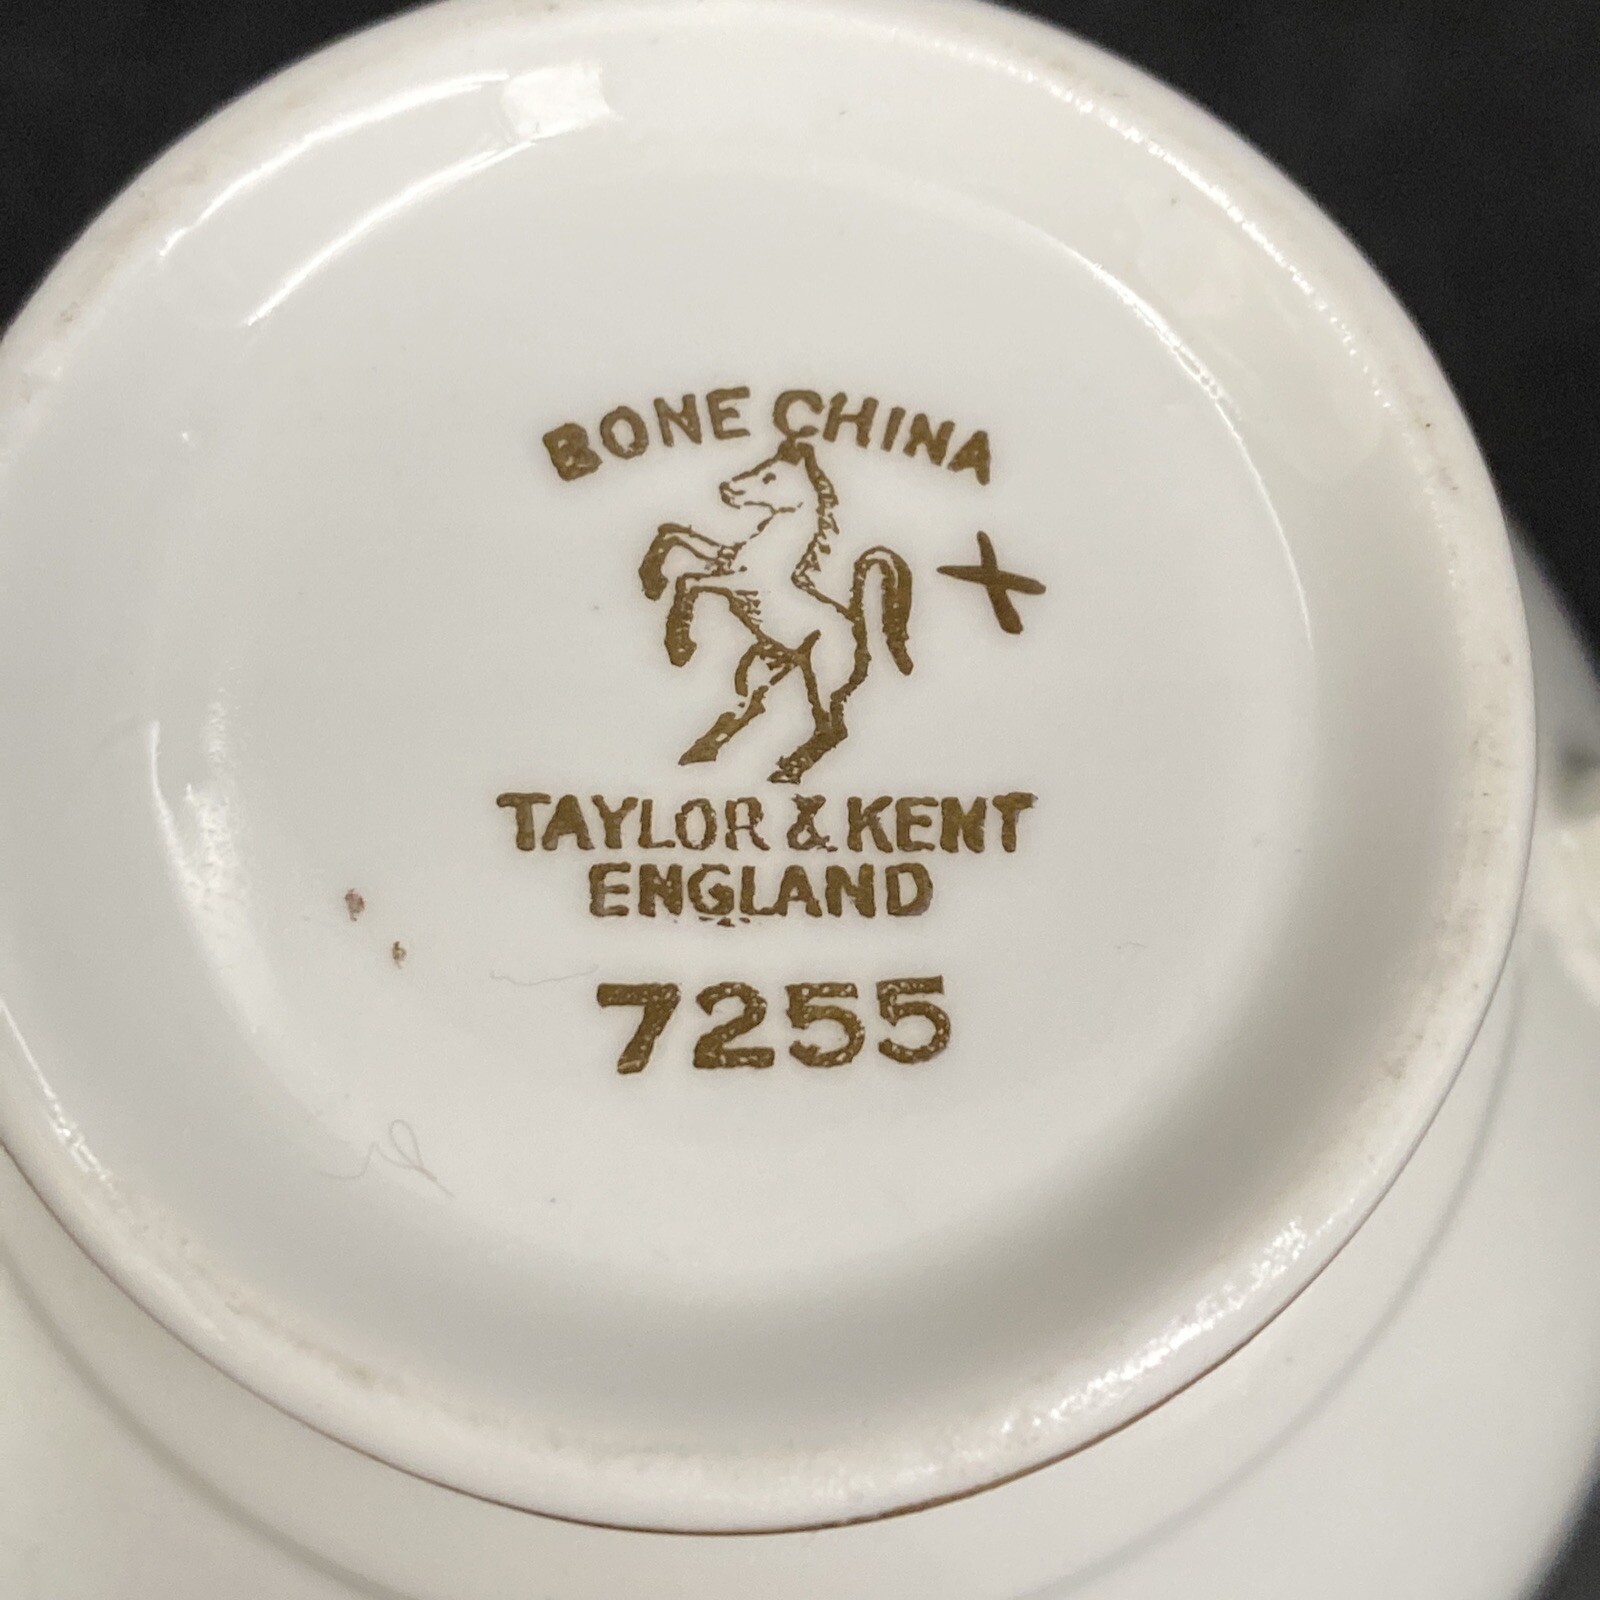 BONE CHINA
X
TAYLOR & KENT
ENGLAND
7255